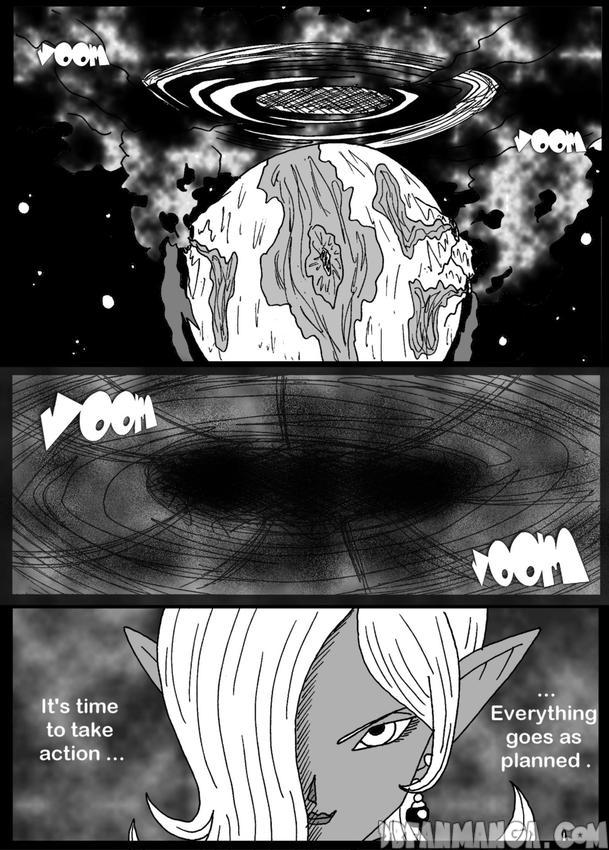 VOOM
VOOM
VOOM
VOOM
It's time
to take
action ...
...
Everything
goes as
planned .
DBFANMANGA.COM